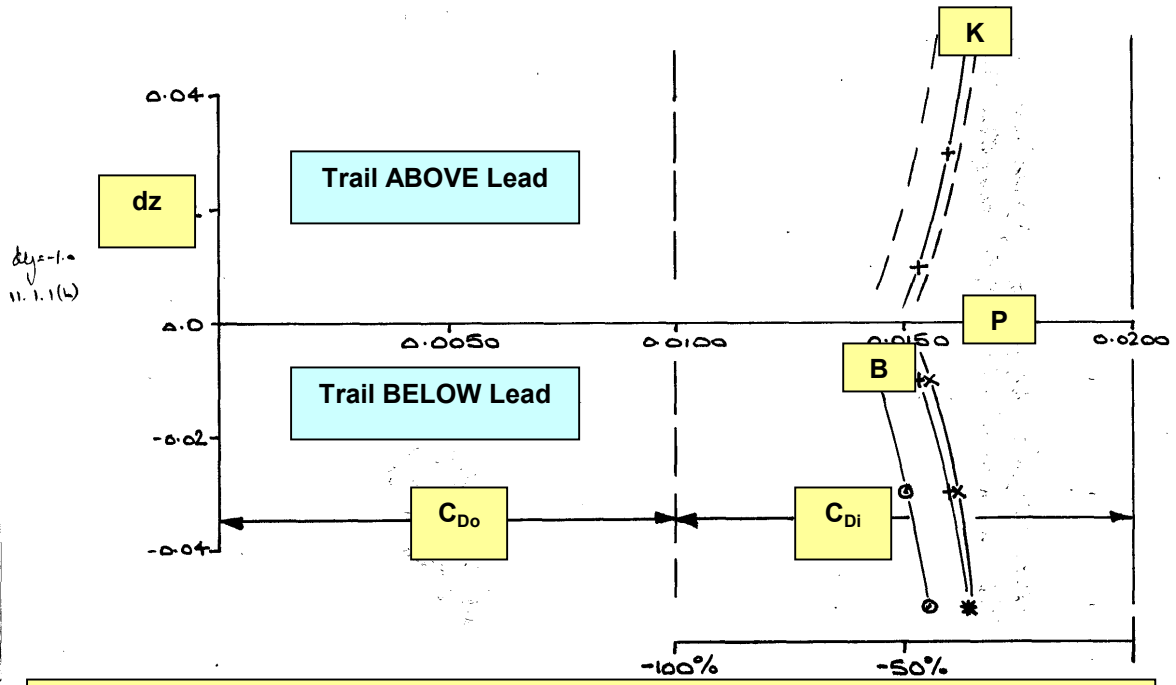 K
0.04
Trail ABOVE Lead
dz
dy=-1.0
11.1.1(b)
P
0.0
0.0050
0.0100
0.0150
0.0200
B
Trail BELOW Lead
-0.02
CDo
CDi
-0.04
-100%
-50%